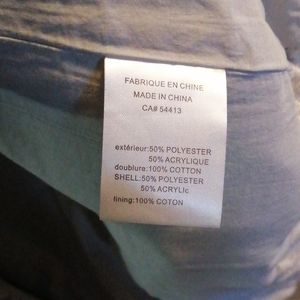 FABRIQUE EN CHINE
MADE IN CHINA
CA# 54413
extérieur:50% POLYESTER
50% ACRYLIQUE
doublure:100% COTTON
SHELL:50% POLYESTER
50% ACRYLIc
fining:100% COTON